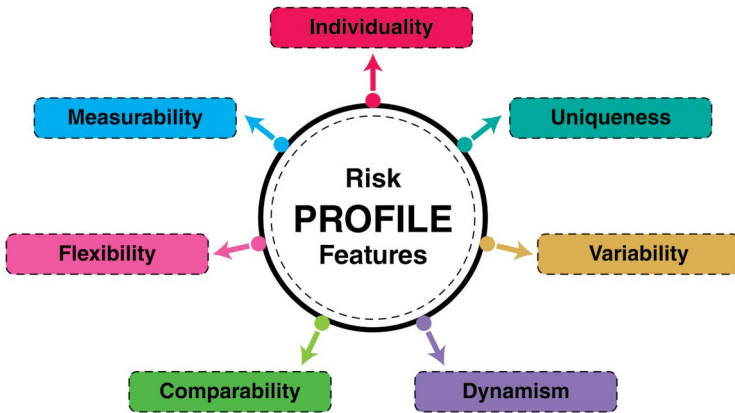 Individuality
Measurability
Uniqueness
Risk
PROFILE
Features
Flexibility
Variability
Comparability
Dynamism